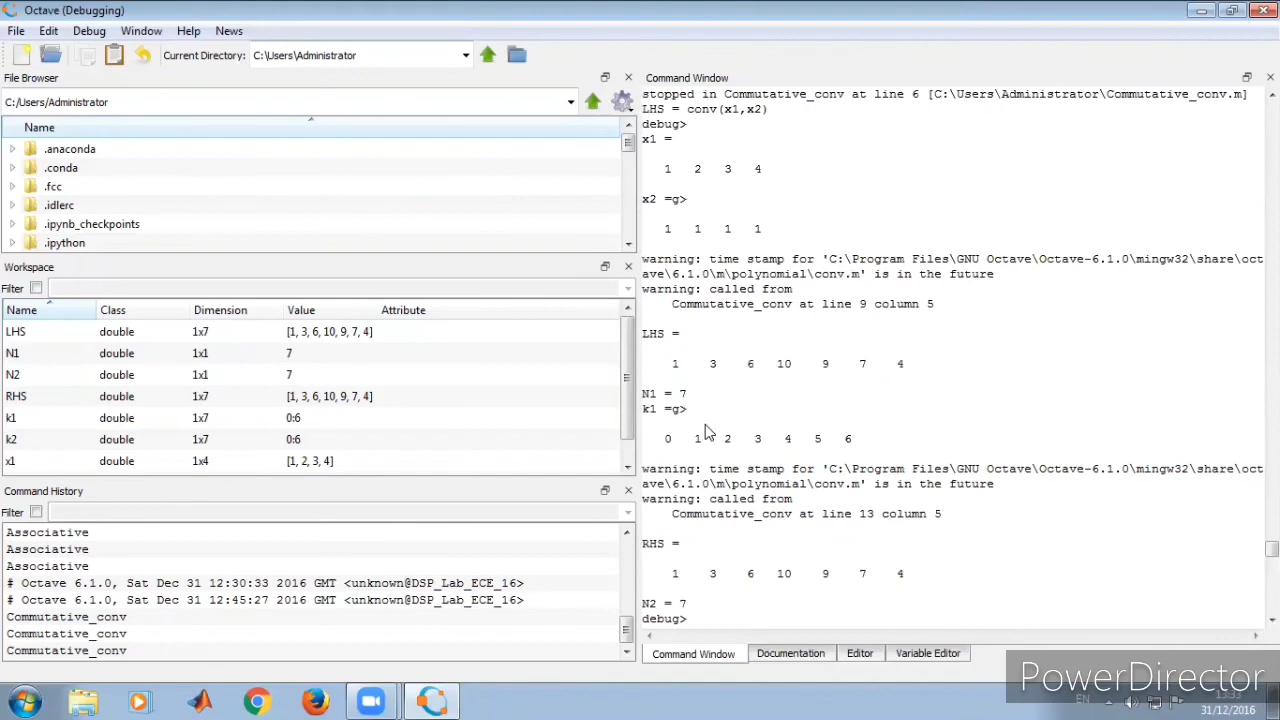 Octave (Debugging)
File Edit Debug Window Help News
Current Directory: C:\Users\Administrator
File Browser
C:/Users/Administrator
Name
.anaconda
.conda
.fcc
.idlerc
.ipynb_checkpoints
.ipython
Workspace
Filter
Name Class Dimension Value Attribute
LHS double 1x7 [1, 3, 6, 10, 9, 7, 4]
N1 double 1x1 7
N2 double 1x1 7
RHS double 1x7 [1, 3, 6, 10, 9, 7, 4]
k1 double 1x7 0:6
k2 double 1x7 0:6
x1 double 1x4 [1, 2, 3, 4]
Command History
Filter
Associative
Associative
Associative
# Octave 6.1.0, Sat Dec 31 12:30:33 2016 GMT <unknown@DSP_Lab_ECE_16>
# Octave 6.1.0, Sat Dec 31 12:45:27 2016 GMT <unknown@DSP_Lab_ECE_16>
Commutative_conv
Commutative_conv
Commutative_conv
Command Window
stopped in Commutative_conv at line 6 [C:\Users\Administrator\Commutative_conv.m]
LHS = conv(x1,x2)
debug>
x1 =
1 2 3 4
x2 =g>
1 1 1 1
warning: time stamp for 'C:\Program Files\GNU Octave\Octave-6.1.0\mingw32\share\oct
ave\6.1.0\m\polynomial\conv.m' is in the future
warning: called from
Commutative_conv at line 9 column 5
LHS =
1 3 6 10 9 7 4
N1 = 7
k1 =g>
0 1 2 3 4 5 6
warning: time stamp for 'C:\Program Files\GNU Octave\Octave-6.1.0\mingw32\share\oct
ave\6.1.0\m\polynomial\conv.m' is in the future
warning: called from
Commutative_conv at line 13 column 5
RHS =
1 3 6 10 9 7 4
N2 = 7
debug>
Command Window Documentation Editor Variable Editor
PowerDirector
EN 13:33
31/12/2016